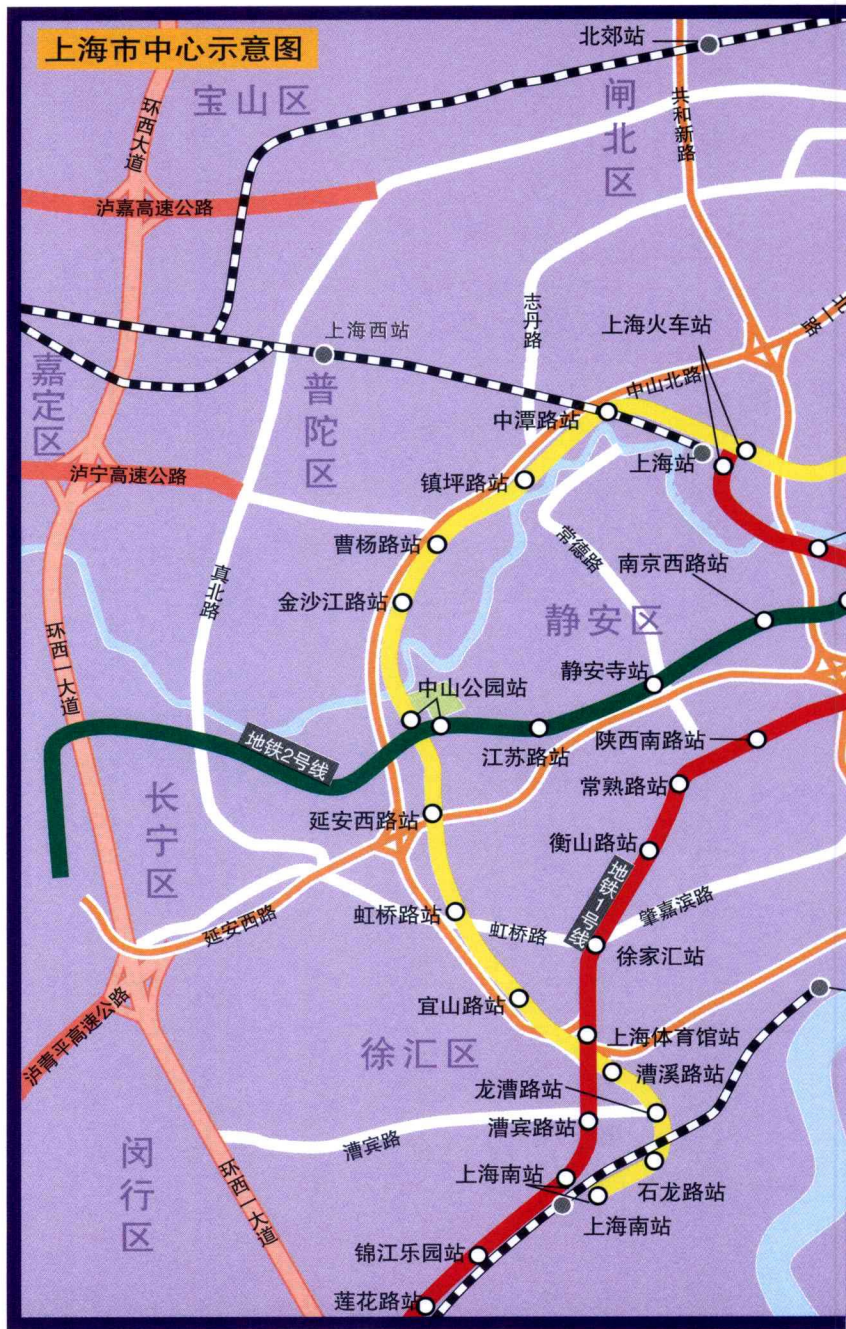 上海市中心示意图
北郊站
宝山区
闸北区
共和新路
环西大道
泸嘉高速公路
志丹路
上海西站
上海火车站
嘉定区
普陀区
中山北路
中潭路站
上海站
泸宁高速公路
镇坪路站
常德路
曹杨路站
南京西路站
真北路
金沙江路站
静安区
环西一大道
静安寺站
中山公园站
地铁2号线
江苏路站
陕西南路站
长宁区
常熟路站
延安西路站
衡山路站
地铁1号线
肇嘉滨路
虹桥路站
虹桥路
延安西路
徐家汇站
宜山路站
泸青平高速公路
徐汇区
上海体育馆站
漕溪路站
龙漕路站
漕宾路站
漕宾路
闵行区
环西一大道
上海南站
石龙路站
上海南站
锦江乐园站
莲花路站